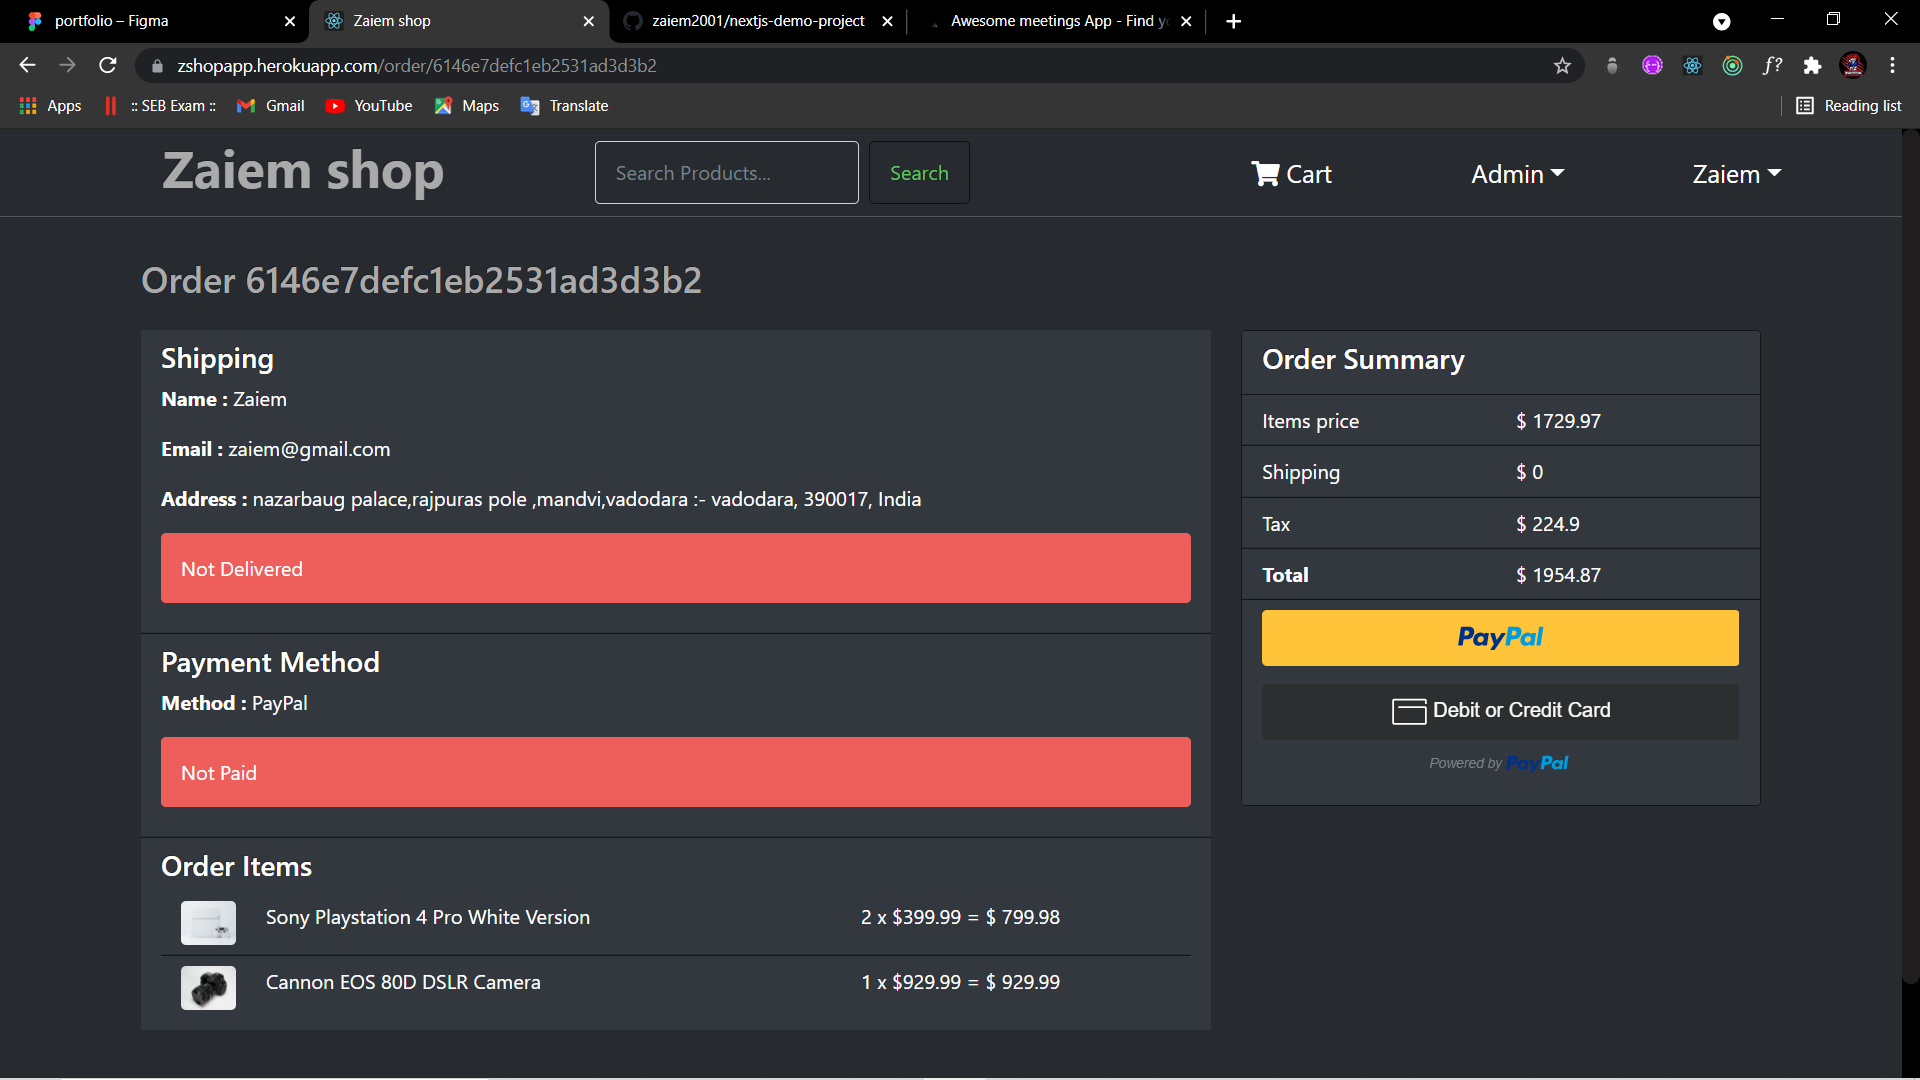 portfolio – Figma
Zaiem shop
zaiem2001/nextjs-demo-project
Awesome meetings App - Find
zshopapp.herokuapp.com/order/6146e7defc1eb2531ad3d3b2
f?
Apps
:: SEB Exam ::
Gmail
YouTube
Maps
Translate
Reading list
Zaiem shop
Search Products...
Search
Cart
Admin
Zaiem
Order 6146e7defc1eb2531ad3d3b2
Shipping
Name : Zaiem
Email : zaiem@gmail.com
Address : nazarbaug palace,rajpuras pole ,mandvi,vadodara :- vadodara, 390017, India
Not Delivered
Payment Method
Method : PayPal
Not Paid
Order Items
Sony Playstation 4 Pro White Version
2 x $399.99 = $ 799.98
Cannon EOS 80D DSLR Camera
1 x $929.99 = $ 929.99
Order Summary
Items price $ 1729.97
Shipping $ 0
Tax $ 224.9
Total $ 1954.87
PayPal
Debit or Credit Card
Powered by PayPal